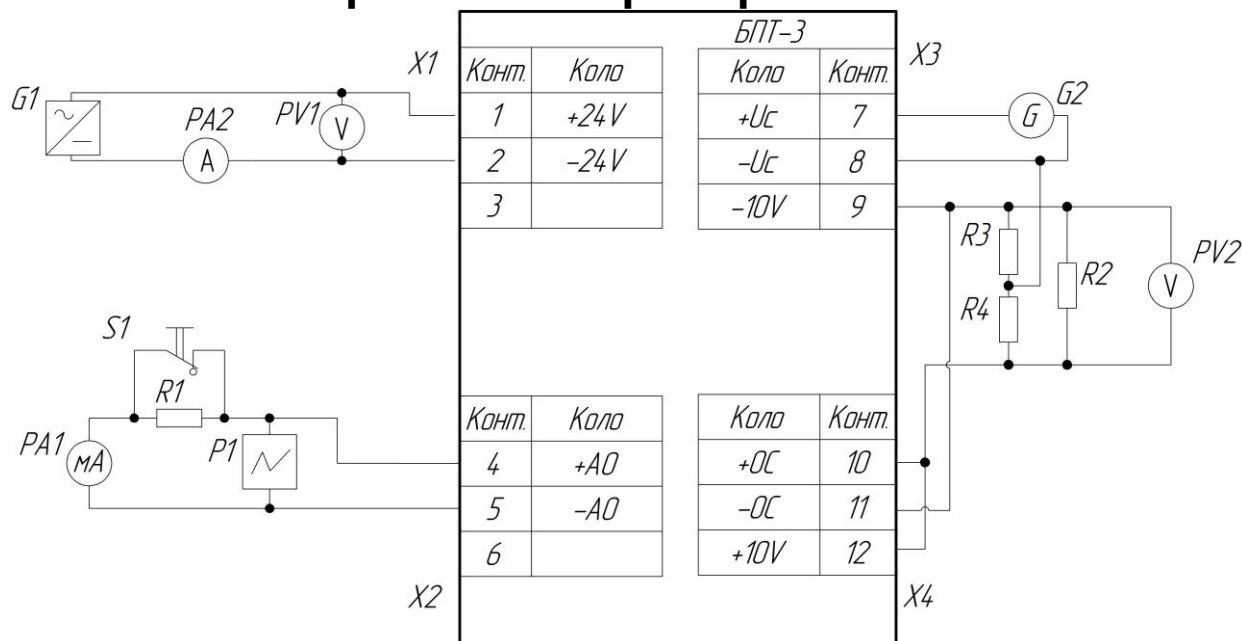 БПТ-3
X1
Конт. Коло
1 +24V
2 -24V
3
X3
Коло Конт.
+Uc 7
-Uc 8
-10V 9
G1
PA2
A
PV1
V
G2
G
R3
R4
R2
PV2
V
S1
R1
PA1
мА
P1
Конт. Коло
4 +АО
5 -АО
6
X2
Коло Конт.
+ОС 10
-ОС 11
+10V 12
X4